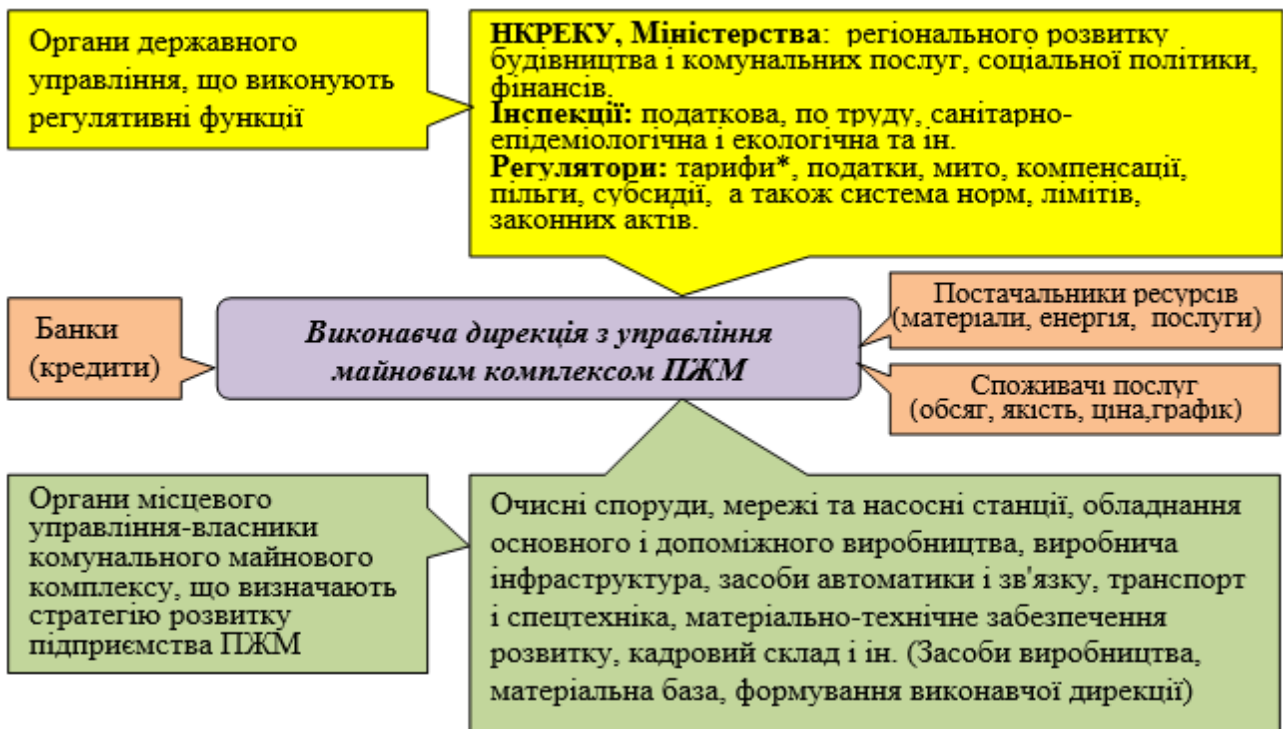 Органи державного
управління, що виконують
регулятивні функції
НКРЕКУ, Міністерства: регіонального розвитку
будівництва і комунальних послуг, соціальної політики,
фінансів.
Інспекції: податкова, по труду, санітарно-
епідеміологічна і екологічна та ін.
Регулятори: тарифи*, податки, мито, компенсації,
пільги, субсидії, а також система норм, лімітів,
законних актів.
Банки
(кредити)
Виконавча дирекція з управління
майновим комплексом ПЖМ
Постачальники ресурсів
(матеріали, енергія, послуги)
Споживачі послуг
(обсяг, якість, ціна,графік)
Органи місцевого
управління-власники
комунального майнового
комплексу, що визначають
стратегію розвитку
підприємства ПЖМ
Очисні споруди, мережі та насосні станції, обладнання
основного і допоміжного виробництва, виробнича
інфраструктура, засоби автоматики і зв'язку, транспорт
і спецтехніка, матеріально-технічне забезпечення
розвитку, кадровий склад і ін. (Засоби виробництва,
матеріальна база, формування виконавчої дирекції)